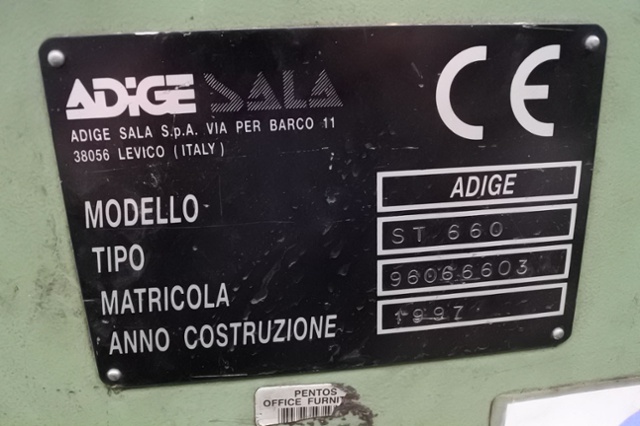 ADIGE SALA
ADIGE SALA S.p.A. VIA PER BARCO 11
38056 LEVICO (ITALY)
CE
MODELLO ADIGE
TIPO ST 660
MATRICOLA 96066603
ANNO COSTRUZIONE 1997
PENTOS
OFFICE FURNI